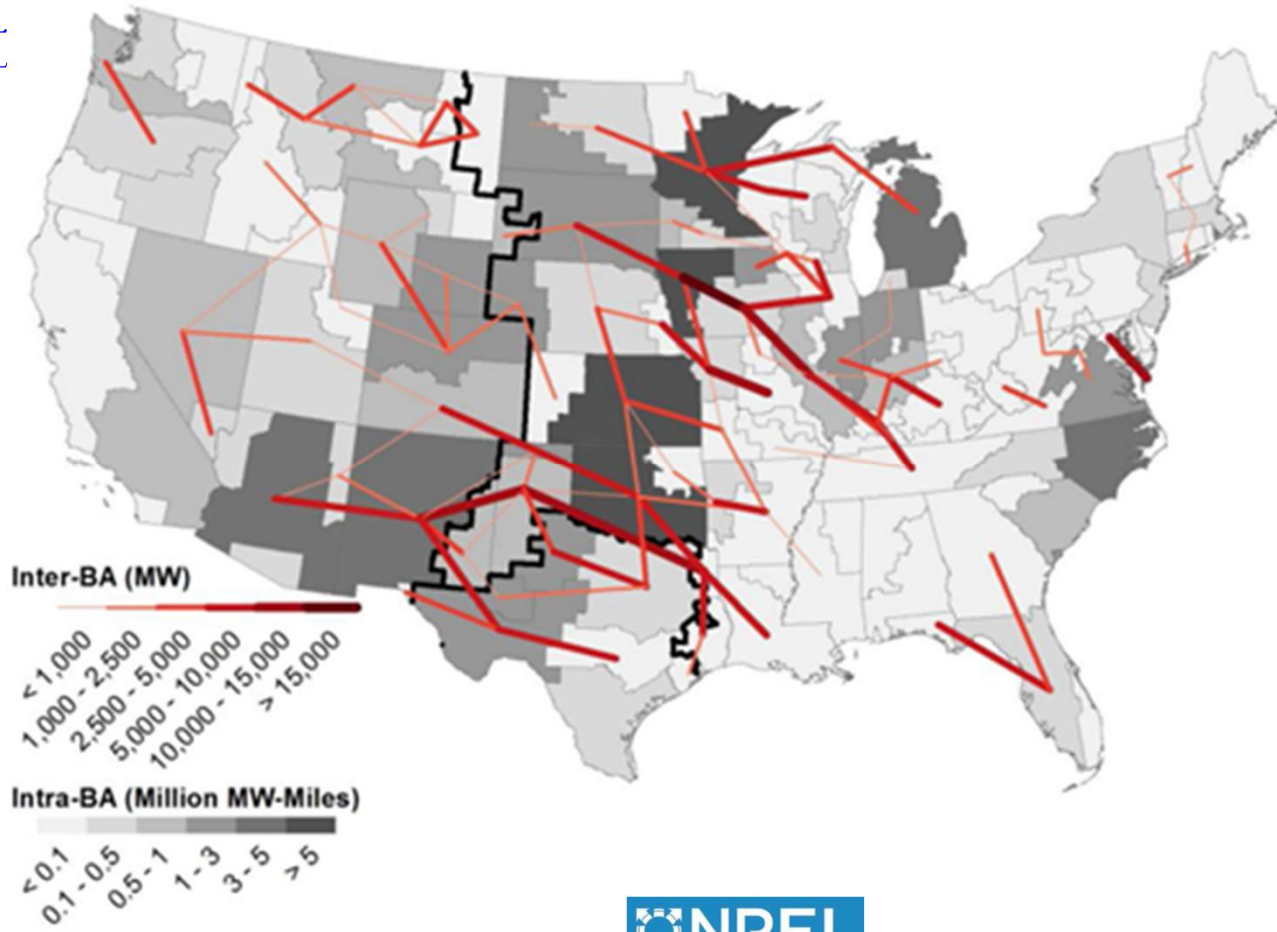 Inter-BA (MW)
< 1,000
1,000 - 2,500
2,500 - 5,000
5,000 - 10,000
10,000 - 15,000
> 15,000
Intra-BA (Million MW-Miles)
< 0.1
0.1 - 0.5
0.5 - 1
1 - 3
3 - 5
> 5
NREL